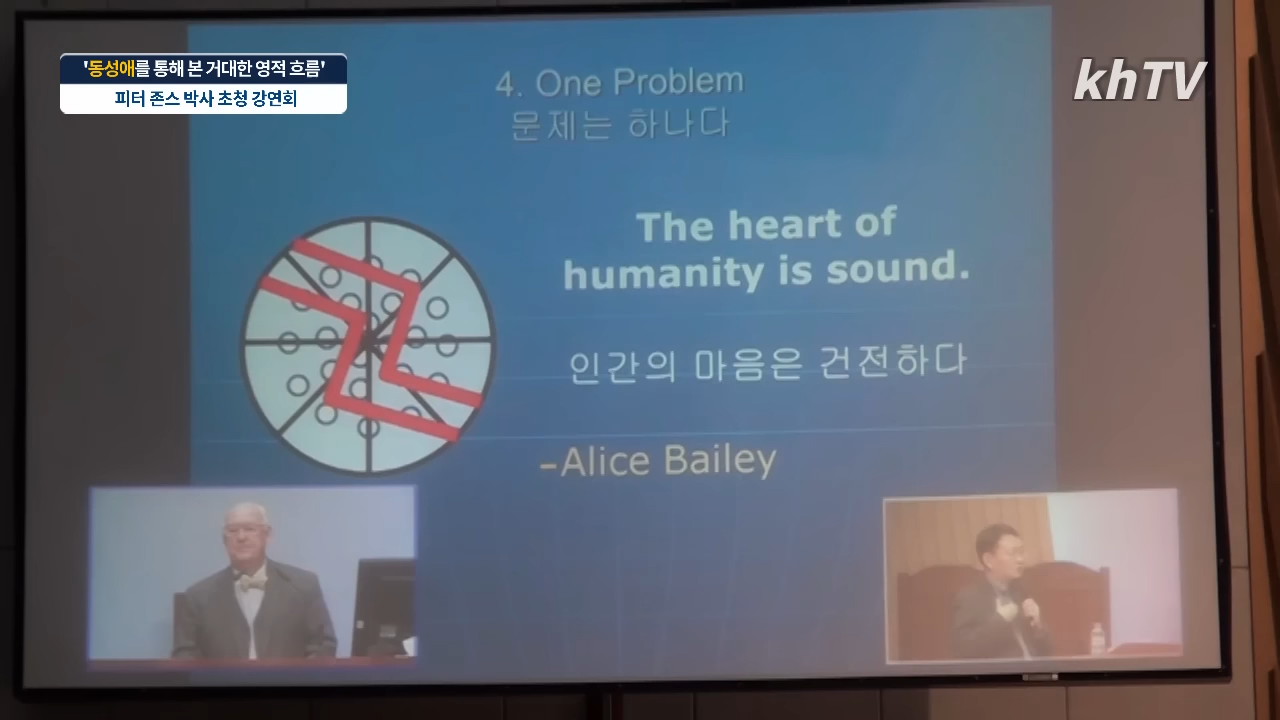 '동성애를 통해 본 거대한 영적 흐름'
피터 존스 박사 초청 강연회
khTV
4. One Problem
문제는 하나다
The heart of
humanity is sound.
인간의 마음은 건전하다
–Alice Bailey